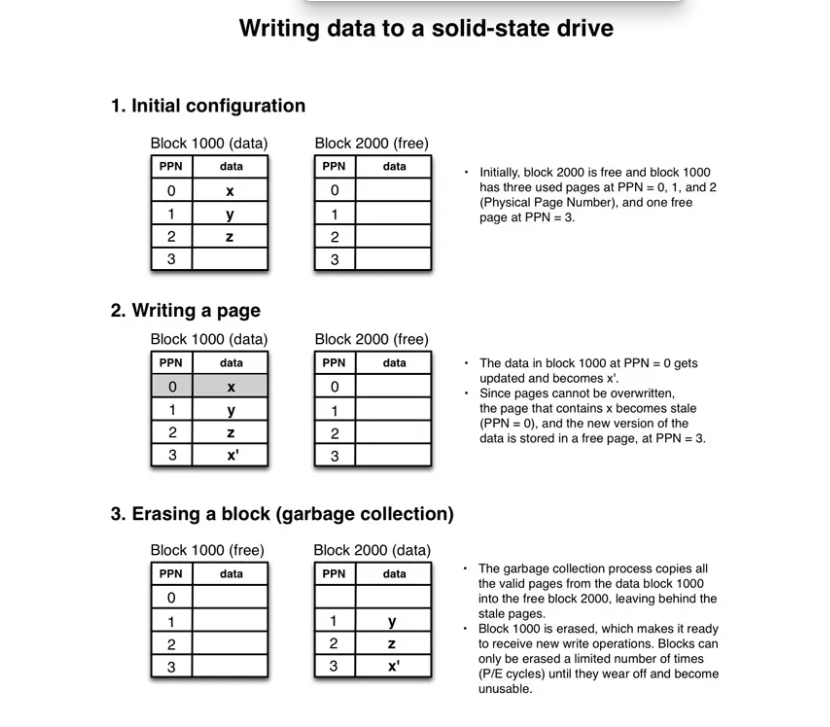 Writing data to a solid-state drive
1. Initial configuration
Block 1000 (data)
PPN data
0 x
1 y
2 z
3
Block 2000 (free)
PPN data
0
1
2
3
• Initially, block 2000 is free and block 1000
has three used pages at PPN = 0, 1, and 2
(Physical Page Number), and one free
page at PPN = 3.
2. Writing a page
Block 1000 (data)
PPN data
0 x
1 y
2 z
3 x'
Block 2000 (free)
PPN data
0
1
2
3
• The data in block 1000 at PPN = 0 gets
updated and becomes x'.
• Since pages cannot be overwritten,
the page that contains x becomes stale
(PPN = 0), and the new version of the
data is stored in a free page, at PPN = 3.
3. Erasing a block (garbage collection)
Block 1000 (free)
PPN data
0
1
2
3
Block 2000 (data)
PPN data
1 y
2 z
3 x'
• The garbage collection process copies all
the valid pages from the data block 1000
into the free block 2000, leaving behind the
stale pages.
• Block 1000 is erased, which makes it ready
to receive new write operations. Blocks can
only be erased a limited number of times
(P/E cycles) until they wear off and become
unusable.